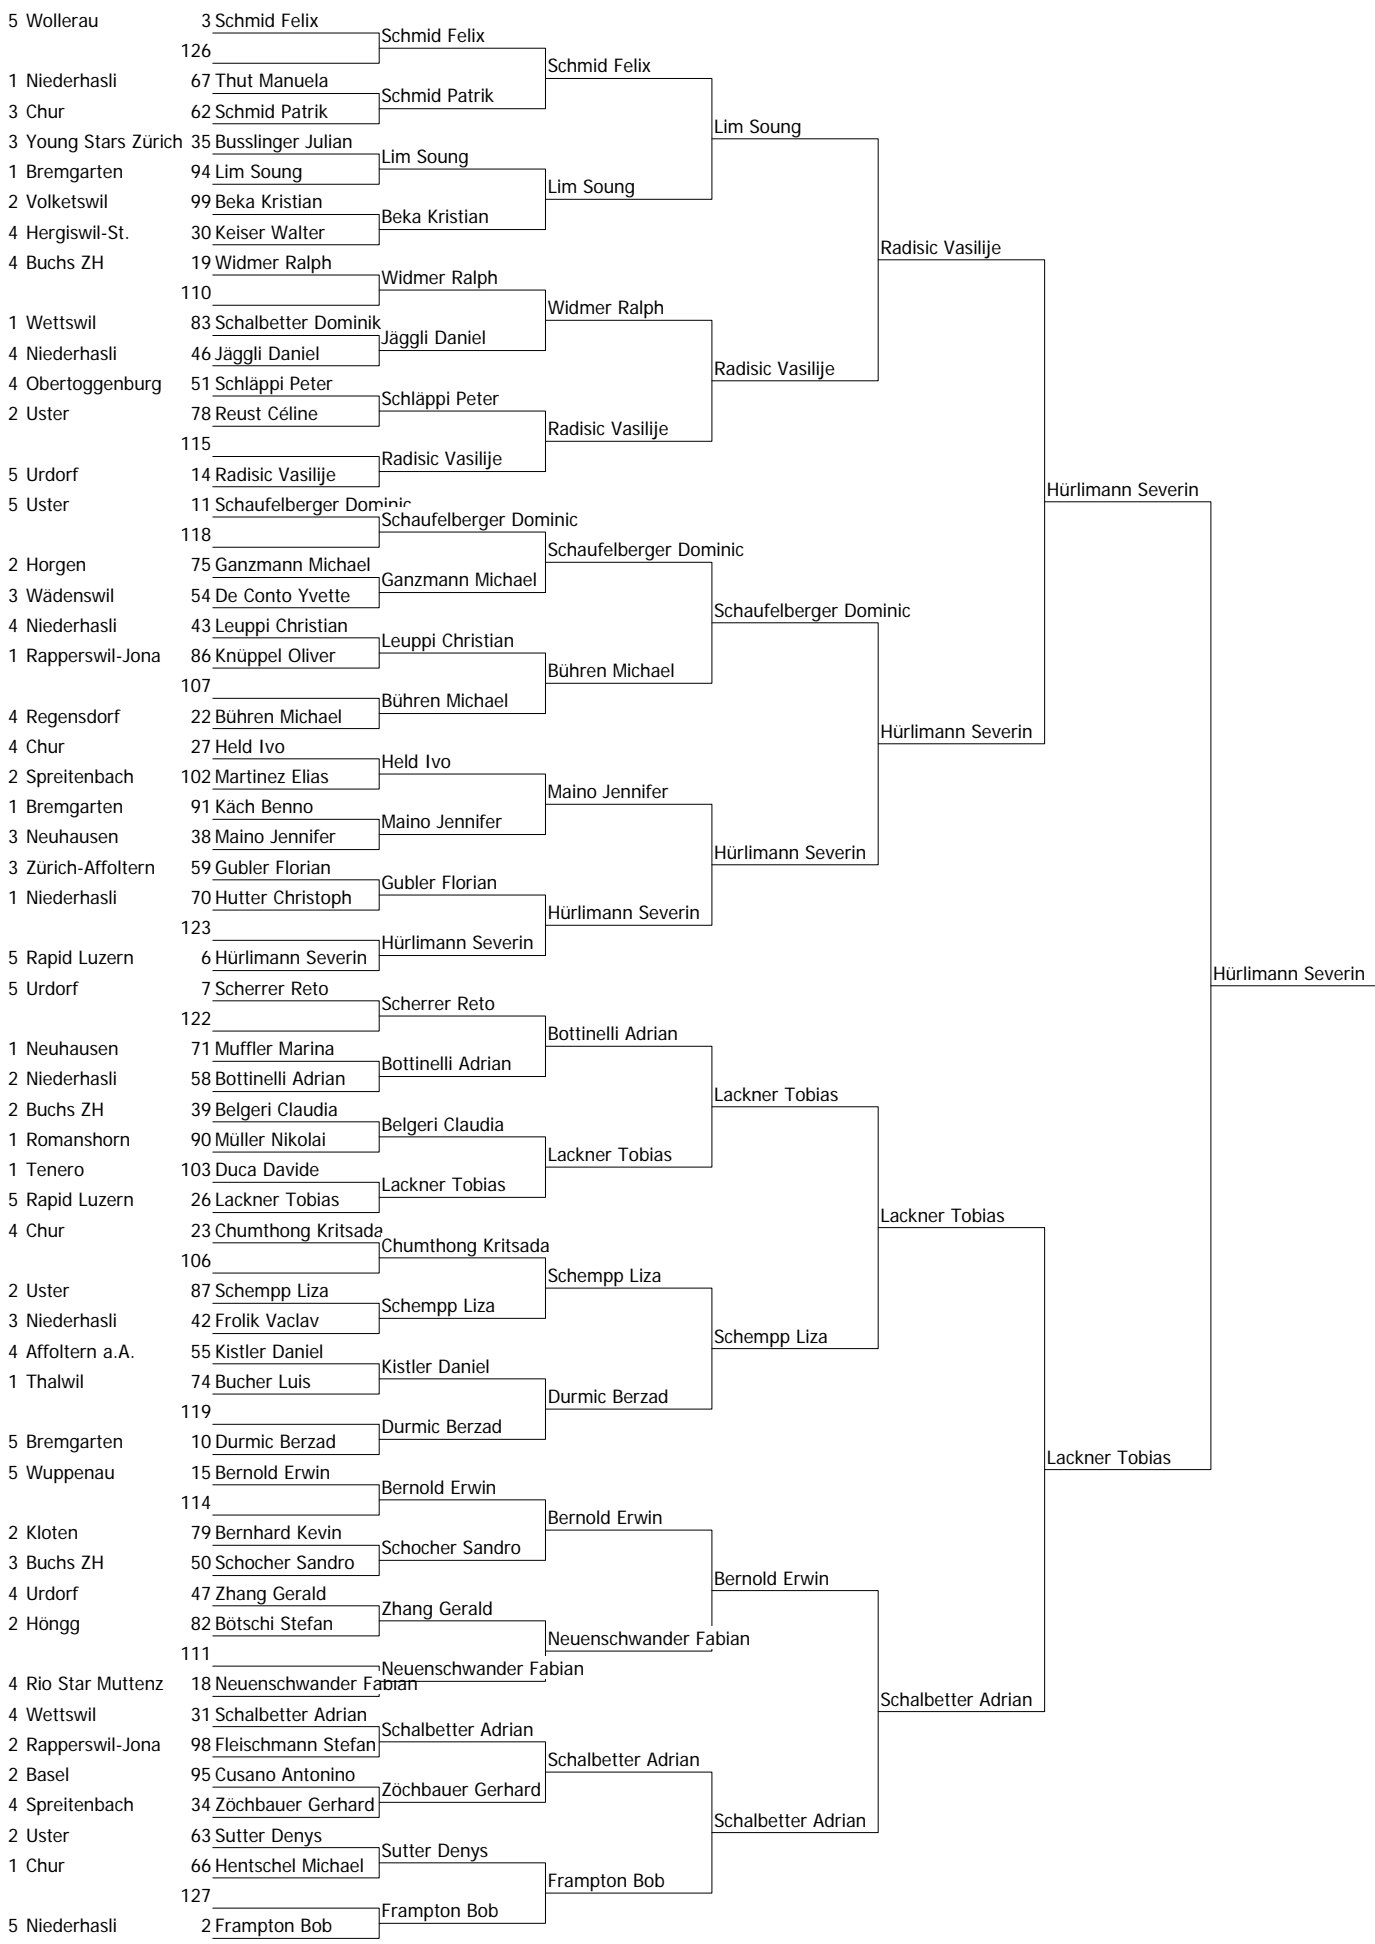 5 Wollerau 3 Schmid Felix
Schmid Felix
126
Schmid Felix
1 Niederhasli 67 Thut Manuela
Schmid Patrik
3 Chur 62 Schmid Patrik
Lim Soung
3 Young Stars Zürich 35 Busslinger Julian
Lim Soung
1 Bremgarten 94 Lim Soung
Lim Soung
2 Volketswil 99 Beka Kristian
Beka Kristian
4 Hergiswil-St. 30 Keiser Walter
Radisic Vasilije
4 Buchs ZH 19 Widmer Ralph
Widmer Ralph
110
Widmer Ralph
1 Wettswil 83 Schalbetter Dominik
Jäggli Daniel
4 Niederhasli 46 Jäggli Daniel
Radisic Vasilije
4 Obertoggenburg 51 Schläppi Peter
Schläppi Peter
2 Uster 78 Reust Céline
Radisic Vasilije
115
Radisic Vasilije
5 Urdorf 14 Radisic Vasilije
Hürlimann Severin
5 Uster 11 Schaufelberger Dominic
Schaufelberger Dominic
118
Schaufelberger Dominic
2 Horgen 75 Ganzmann Michael
Ganzmann Michael
3 Wädenswil 54 De Conto Yvette
Schaufelberger Dominic
4 Niederhasli 43 Leuppi Christian
Leuppi Christian
1 Rapperswil-Jona 86 Knüppel Oliver
Bühren Michael
107
Bühren Michael
4 Regensdorf 22 Bühren Michael
Hürlimann Severin
4 Chur 27 Held Ivo
Held Ivo
2 Spreitenbach 102 Martinez Elias
Maino Jennifer
1 Bremgarten 91 Käch Benno
Maino Jennifer
3 Neuhausen 38 Maino Jennifer
Hürlimann Severin
3 Zürich-Affoltern 59 Gubler Florian
Gubler Florian
1 Niederhasli 70 Hutter Christoph
Hürlimann Severin
123
Hürlimann Severin
5 Rapid Luzern 6 Hürlimann Severin
Hürlimann Severin
5 Urdorf 7 Scherrer Reto
Scherrer Reto
122
Bottinelli Adrian
1 Neuhausen 71 Muffler Marina
Bottinelli Adrian
2 Niederhasli 58 Bottinelli Adrian
Lackner Tobias
2 Buchs ZH 39 Belgeri Claudia
Belgeri Claudia
1 Romanshorn 90 Müller Nikolai
Lackner Tobias
1 Tenero 103 Duca Davide
Lackner Tobias
5 Rapid Luzern 26 Lackner Tobias
Lackner Tobias
4 Chur 23 Chumthong Kritsada
Chumthong Kritsada
106
Schempp Liza
2 Uster 87 Schempp Liza
Schempp Liza
3 Niederhasli 42 Frolik Vaclav
Schempp Liza
4 Affoltern a.A. 55 Kistler Daniel
Kistler Daniel
1 Thalwil 74 Bucher Luis
Durmic Berzad
119
Durmic Berzad
5 Bremgarten 10 Durmic Berzad
Lackner Tobias
5 Wuppenau 15 Bernold Erwin
Bernold Erwin
114
Bernold Erwin
2 Kloten 79 Bernhard Kevin
Schocher Sandro
3 Buchs ZH 50 Schocher Sandro
Bernold Erwin
4 Urdorf 47 Zhang Gerald
Zhang Gerald
2 Höngg 82 Bötschi Stefan
Neuenschwander Fabian
111
Neuenschwander Fabian
4 Rio Star Muttenz 18 Neuenschwander Fabian
Schalbetter Adrian
4 Wettswil 31 Schalbetter Adrian
Schalbetter Adrian
2 Rapperswil-Jona 98 Fleischmann Stefan
Schalbetter Adrian
2 Basel 95 Cusano Antonino
Zöchbauer Gerhard
4 Spreitenbach 34 Zöchbauer Gerhard
Schalbetter Adrian
2 Uster 63 Sutter Denys
Sutter Denys
1 Chur 66 Hentschel Michael
Frampton Bob
127
Frampton Bob
5 Niederhasli 2 Frampton Bob